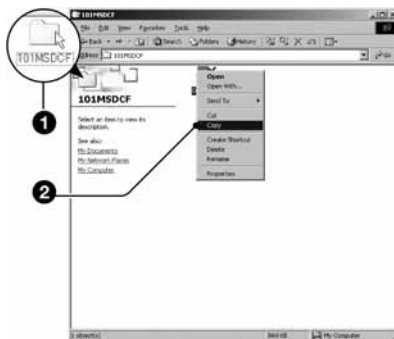 101MSDCF
File Edit View Favorites Tools Help
Back Search Folders History
101MSDCF
Address 101MSDCF Go
1
101MSDCF
Select an item to view its
description.
See also:
My Documents
My Network Places
My Computer
2
Open
Open With...
Send To
Cut
Copy
Create Shortcut
Delete
Rename
Properties
object(s)
My Computer